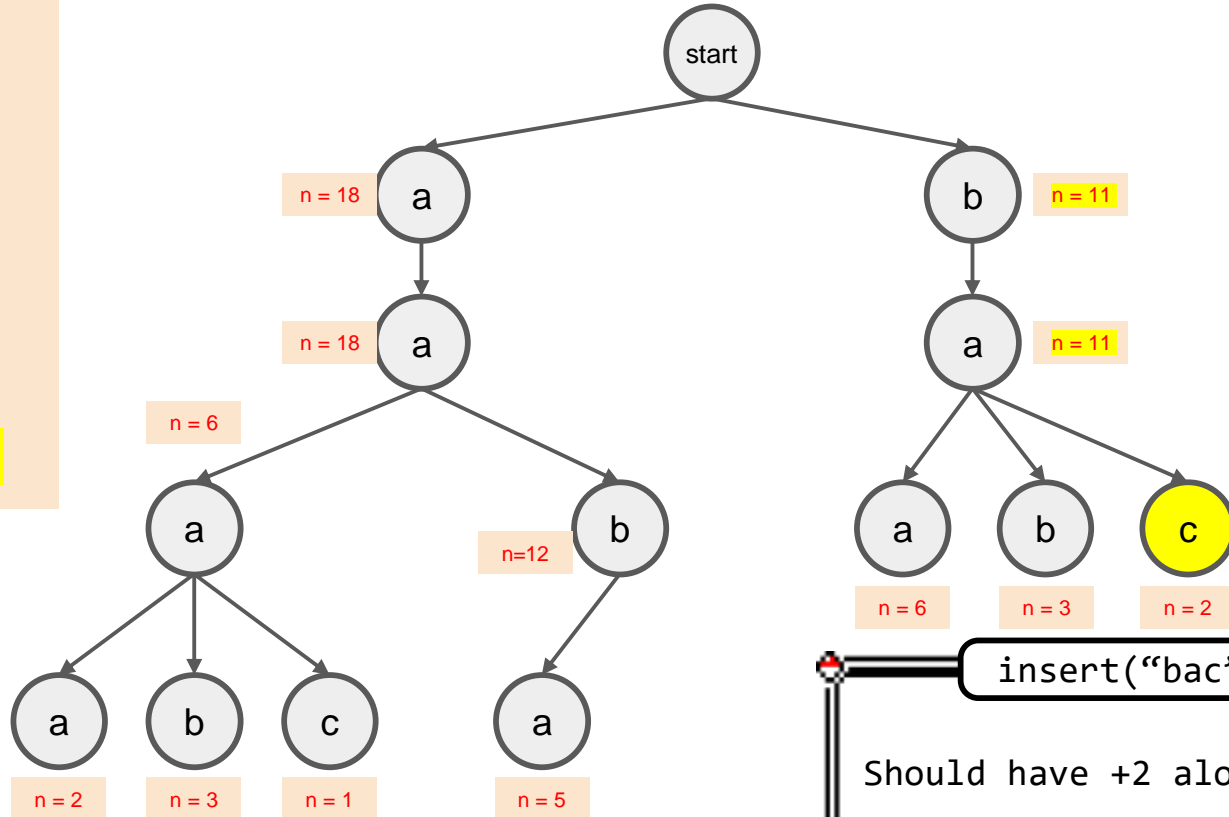 start
n = 18
a
b
n = 11
n = 18
a
a
n = 11
n = 6
a
n=12
b
a
b
c
n = 6
n = 3
n = 2
insert(“bac”
a
b
c
a
Should have +2 alo
n = 2
n = 3
n = 1
n = 5